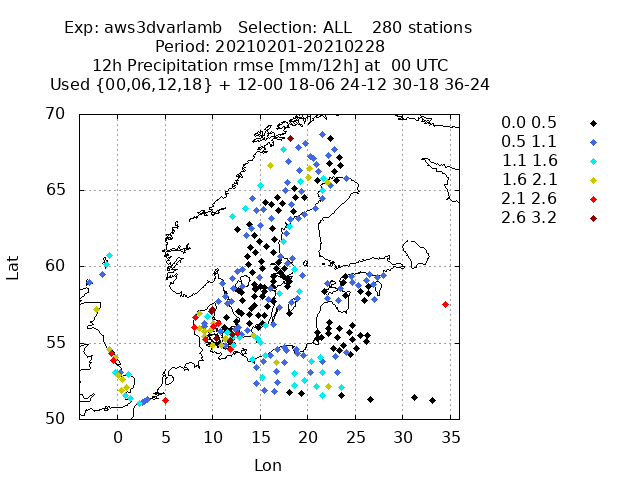 Exp: aws3dvarlamb   Selection: ALL    280 stations
Period: 20210201-20210228
12h Precipitation rmse [mm/12h] at  00 UTC
Used {00,06,12,18} + 12-00 18-06 24-12 30-18 36-24
70
65
60
55
50
Lat
0 5 10 15 20 25 30 35
Lon
0.0 0.5
0.5 1.1
1.1 1.6
1.6 2.1
2.1 2.6
2.6 3.2